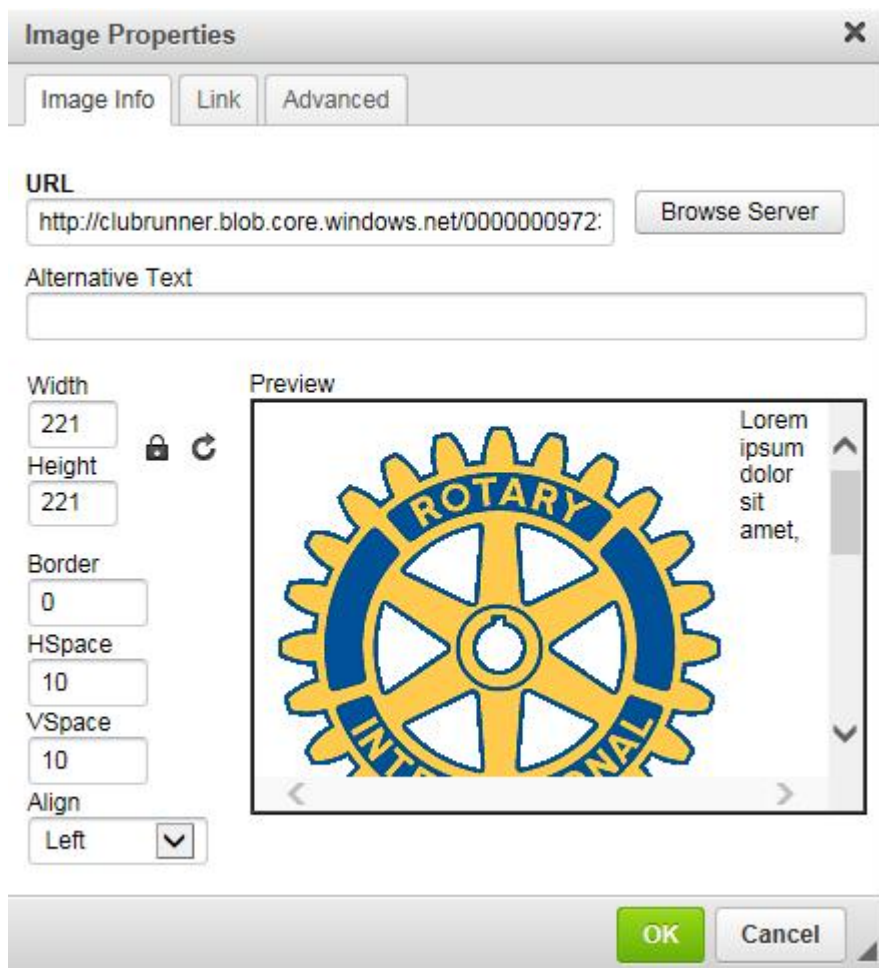 Image Properties
Image Info Link Advanced
URL
http://clubrunner.blob.core.windows.net/0000000972
Browse Server
Alternative Text
Width
221
Height
221
Preview
ROTARY
Lorem
ipsum
dolor
sit
amet,
Border
0
HSpace
10
VSpace
10
Align
Left
OK Cancel